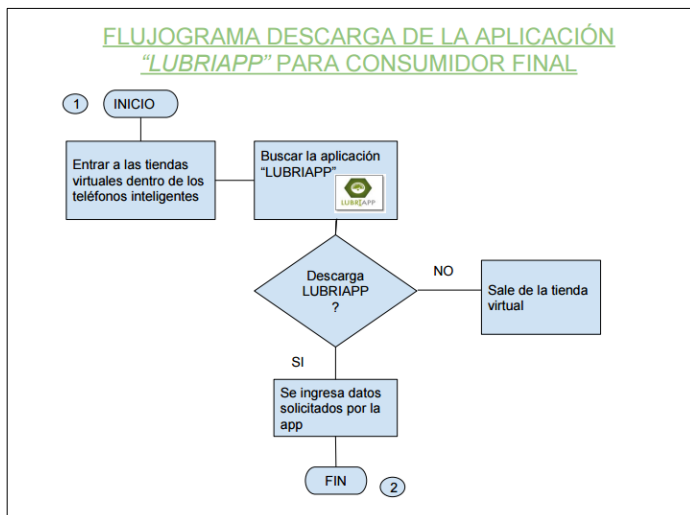 FLUJOGRAMA DESCARGA DE LA APLICACIÓN
“LUBRIAPP” PARA CONSUMIDOR FINAL
1
INICIO
Entrar a las tiendas
virtuales dentro de los
teléfonos inteligentes
Buscar la aplicación
“LUBRIAPP”
LUBRIAPP
Descarga
LUBRIAPP
?
NO
Sale de la tienda
virtual
SI
Se ingresa datos
solicitados por la
app
FIN
2